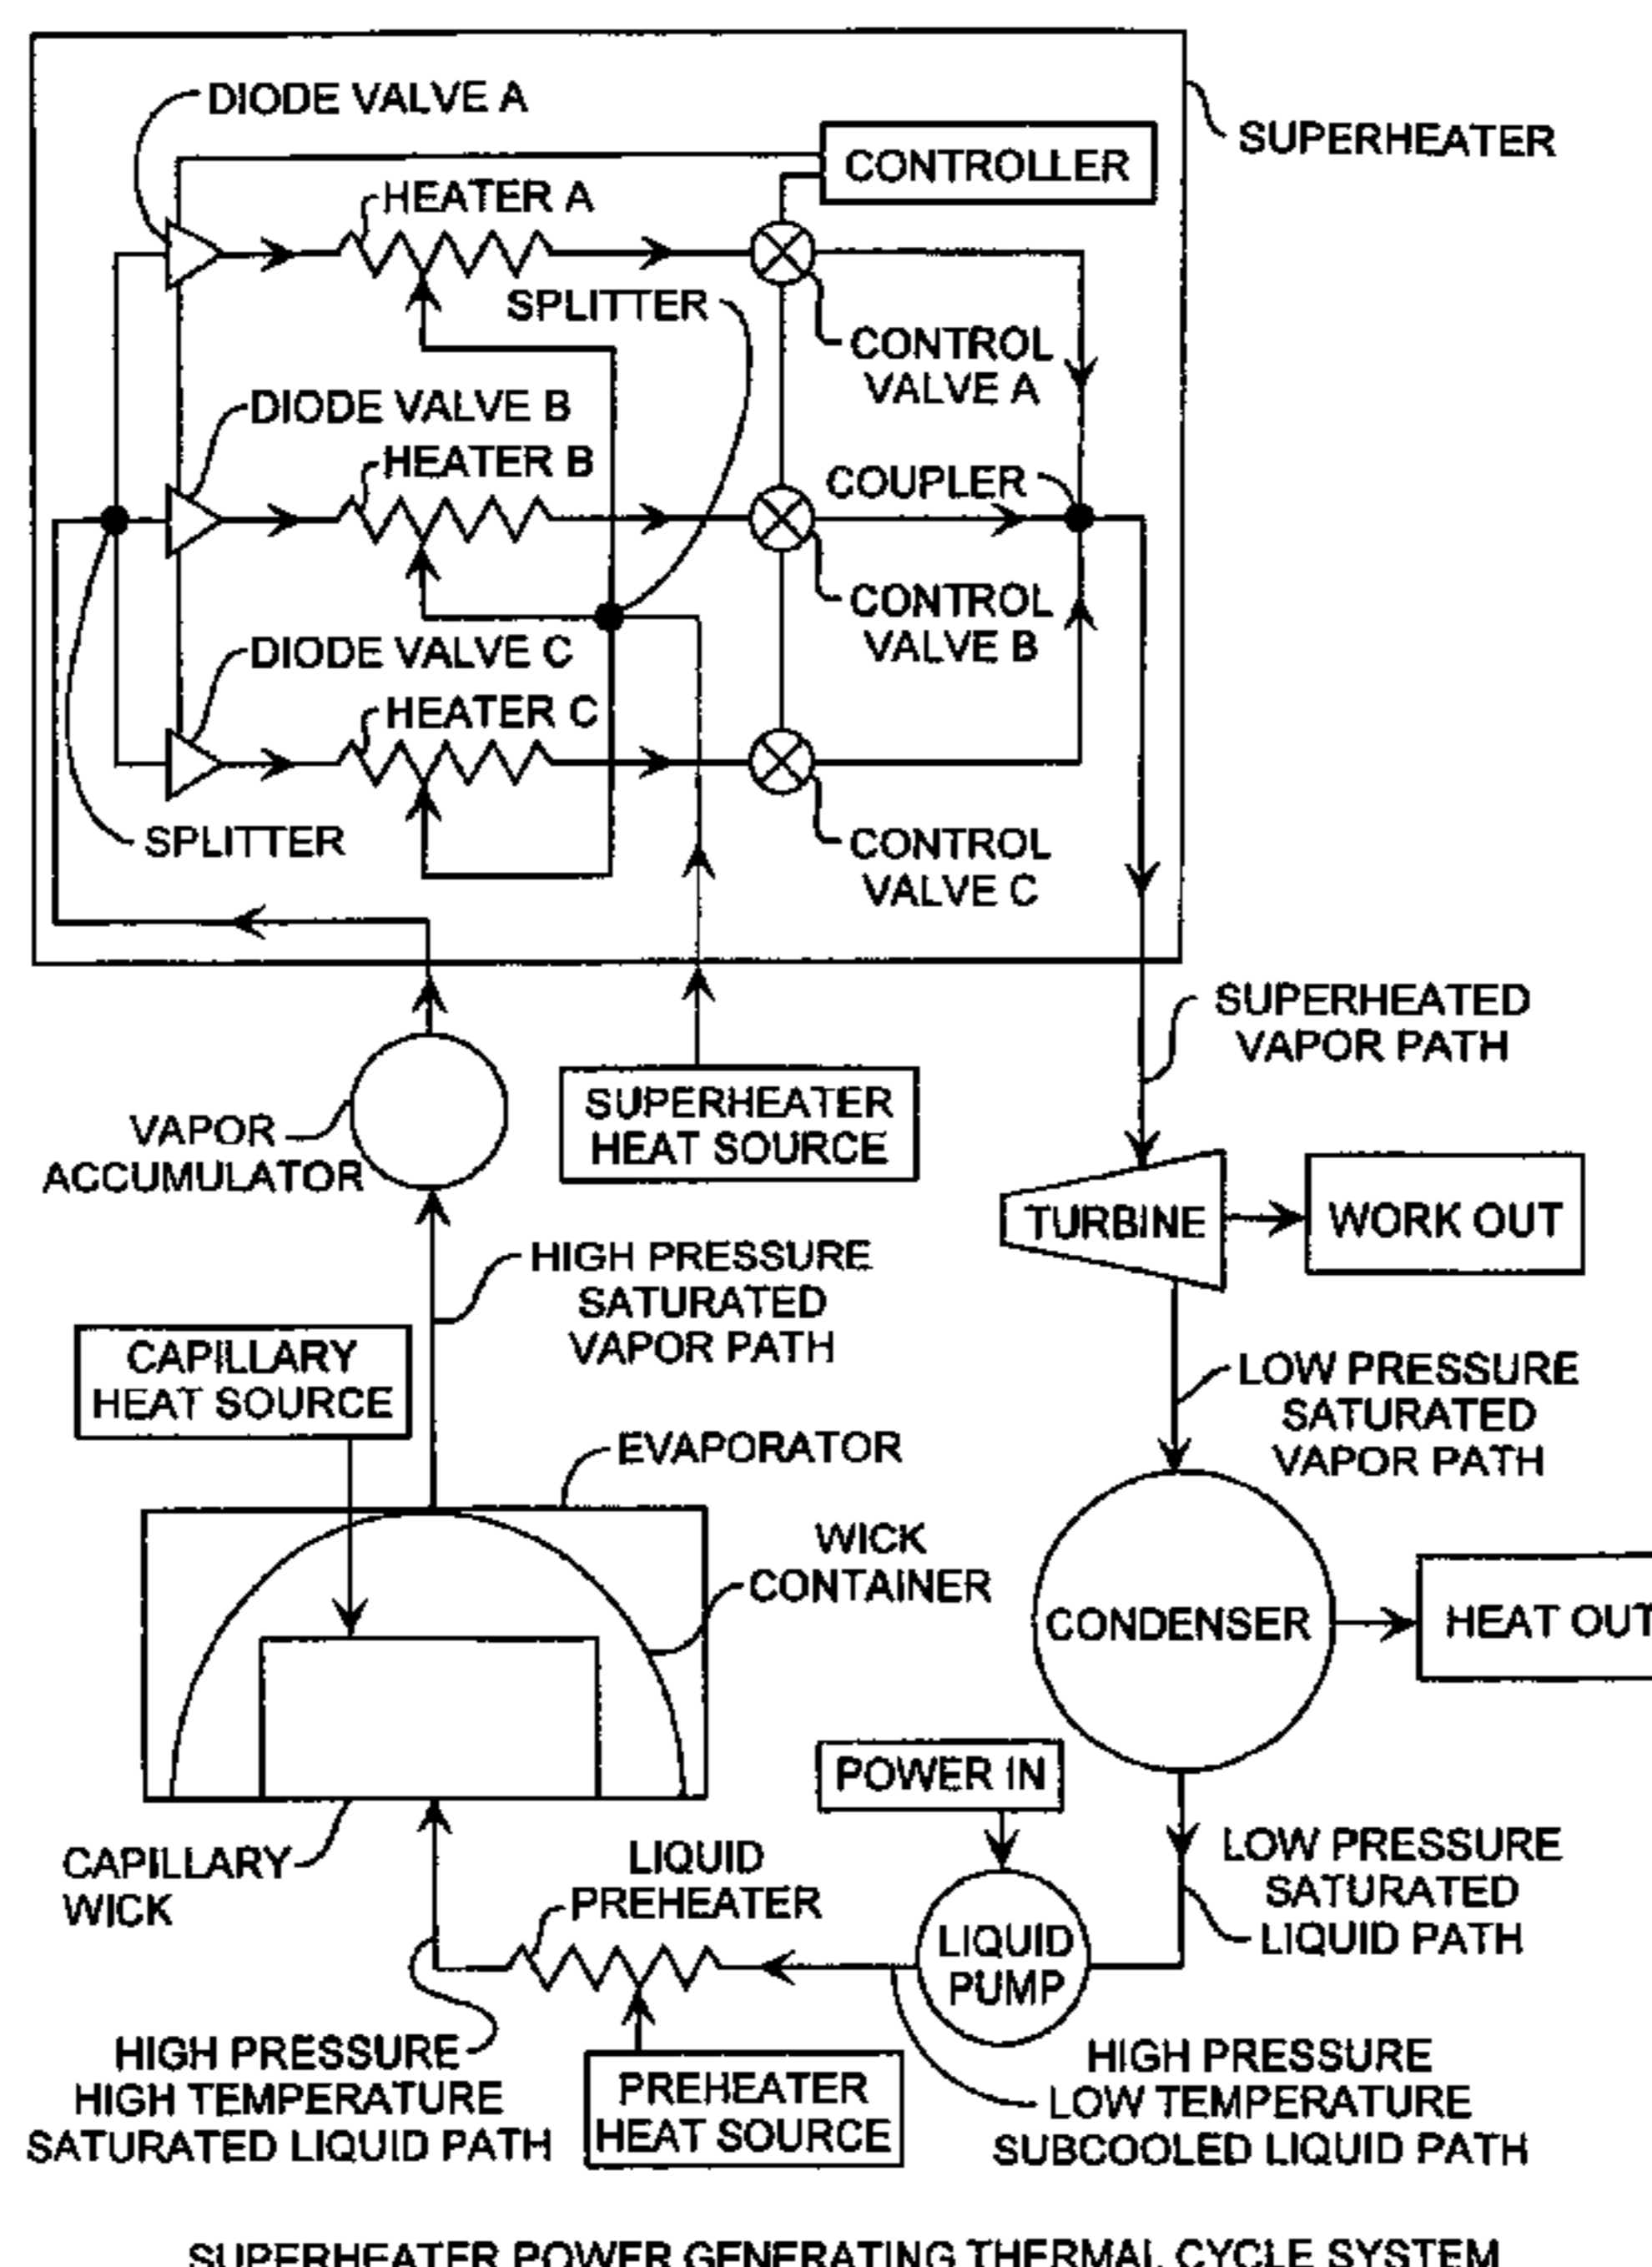 DIODE VALVE A
SUPERHEATER
CONTROLLER
HEATER A
SPLITTER
CONTROL
VALVE A
DIODE VALVE B
HEATER B
COUPLER
CONTROL
VALVE B
DIODE VALVE C
HEATER C
SPLITTER
CONTROL
VALVE C
SUPERHEATED
VAPOR PATH
SUPERHEATER
HEAT SOURCE
VAPOR
ACCUMULATOR
TURBINE
WORK OUT
HIGH PRESSURE
SATURATED
VAPOR PATH
CAPILLARY
HEAT SOURCE
LOW PRESSURE
SATURATED
VAPOR PATH
EVAPORATOR
WICK
CONTAINER
CONDENSER
HEAT OUT
POWER IN
CAPILLARY
WICK
LIQUID
PREHEATER
LOW PRESSURE
SATURATED
LIQUID PATH
LIQUID
PUMP
HIGH PRESSURE
HIGH TEMPERATURE
SATURATED LIQUID PATH
PREHEATER
HEAT SOURCE
HIGH PRESSURE
LOW TEMPERATURE
SUBCOOLED LIQUID PATH
SUPERHEATER POWER GENERATING THERMAL CYCLE SYSTEM